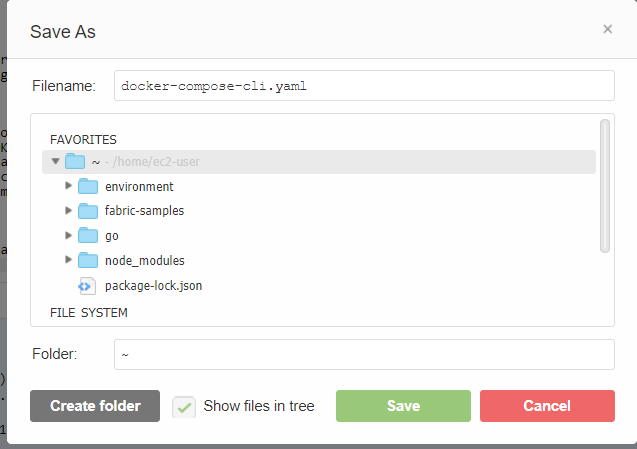 Save As ×
Filename: docker-compose-cli.yaml
FAVORITES
~ - /home/ec2-user
environment
fabric-samples
go
node_modules
package-lock.json
FILE SYSTEM
Folder: ~
Create folder Show files in tree Save Cancel